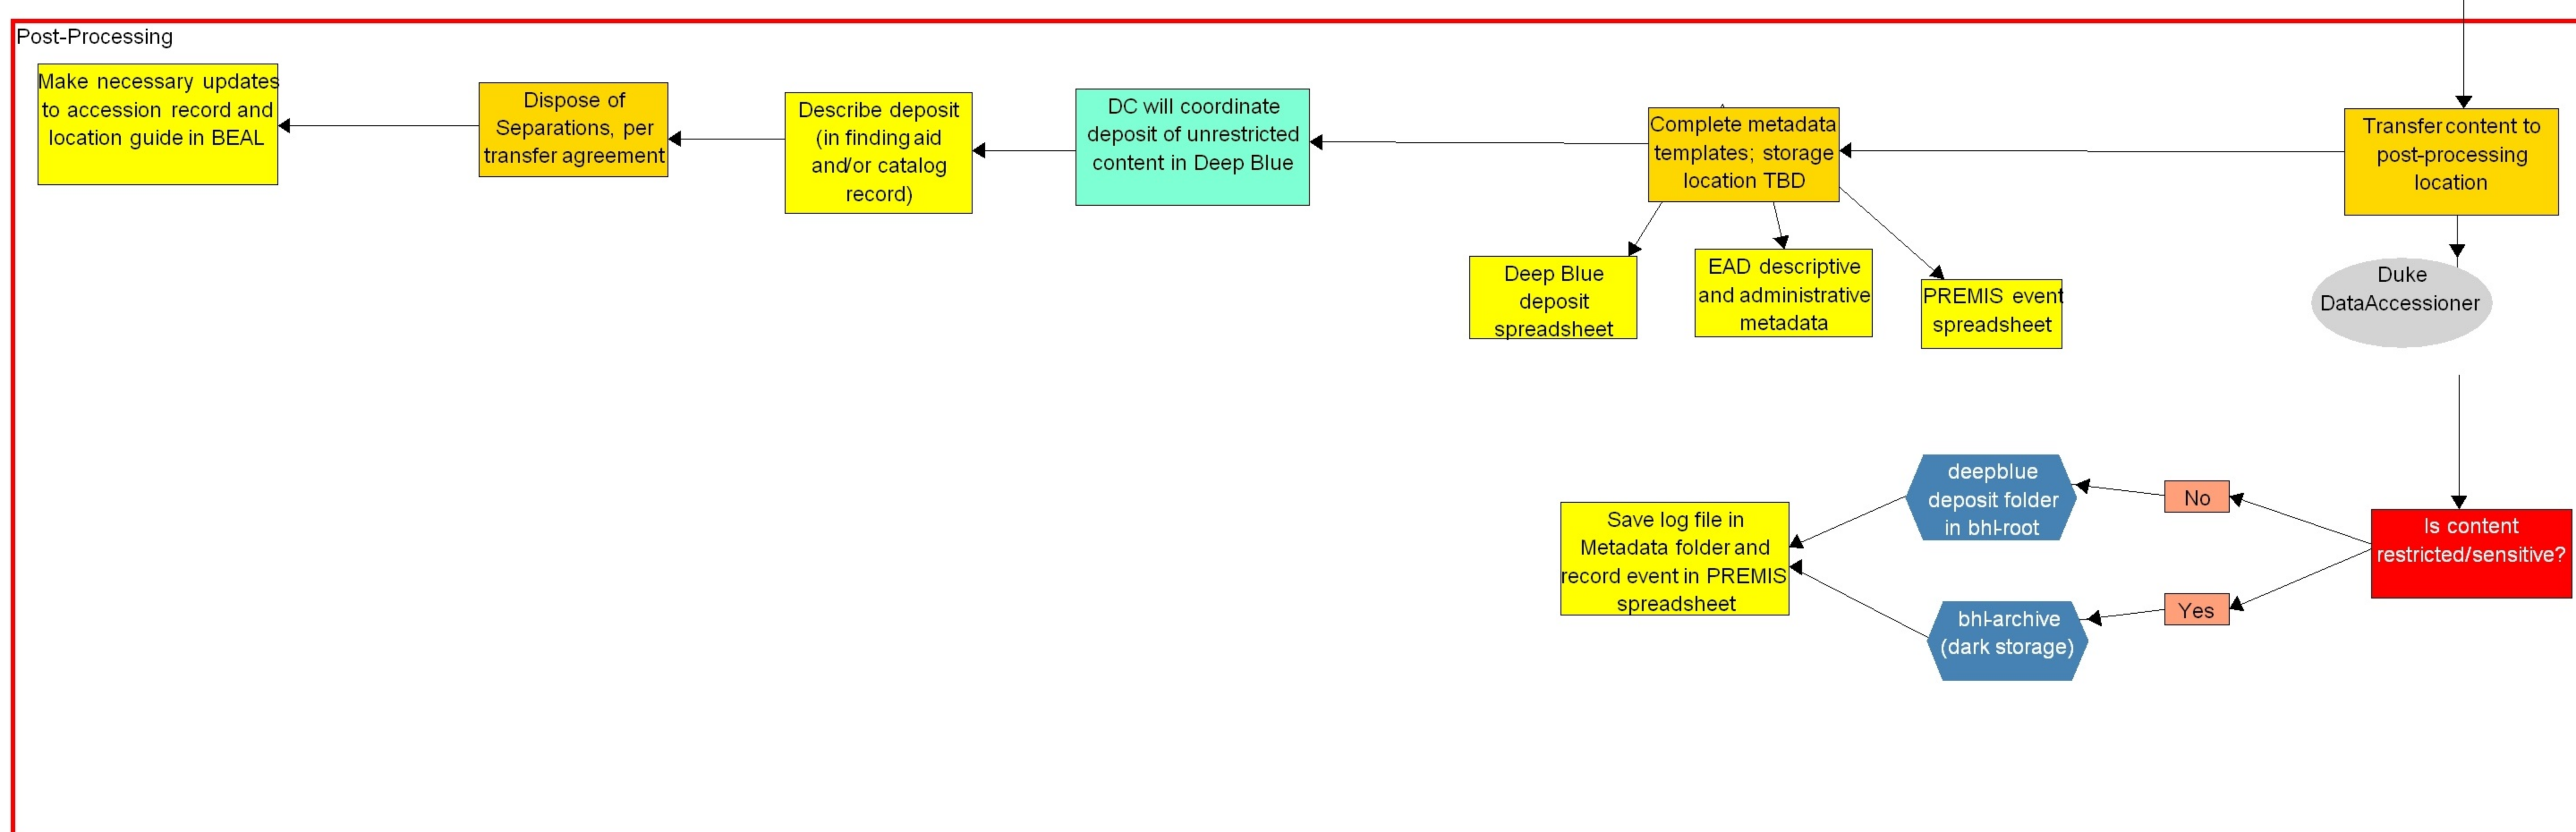 Post-Processing
Make necessary updates
to accession record and
location guide in BEAL
Dispose of
Separations, per
transfer agreement
Describe deposit
(in finding aid
and/or catalog
record)
DC will coordinate
deposit of unrestricted
content in Deep Blue
Complete metadata
templates; storage
location TBD
Transfer content to
post-processing
location
Deep Blue
deposit
spreadsheet
EAD descriptive
and administrative
metadata
PREMIS event
spreadsheet
Duke
DataAccessioner
Save log file in
Metadata folder and
record event in PREMIS
spreadsheet
deepblue
deposit folder
in bhl-root
No
Is content
restricted/sensitive?
bhl-archive
(dark storage)
Yes